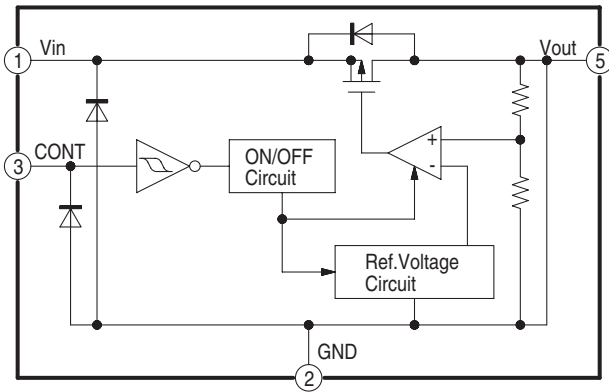 1 Vin
Vout 5
3 CONT
ON/OFF
Circuit
+
-
Ref.Voltage
Circuit
GND
2